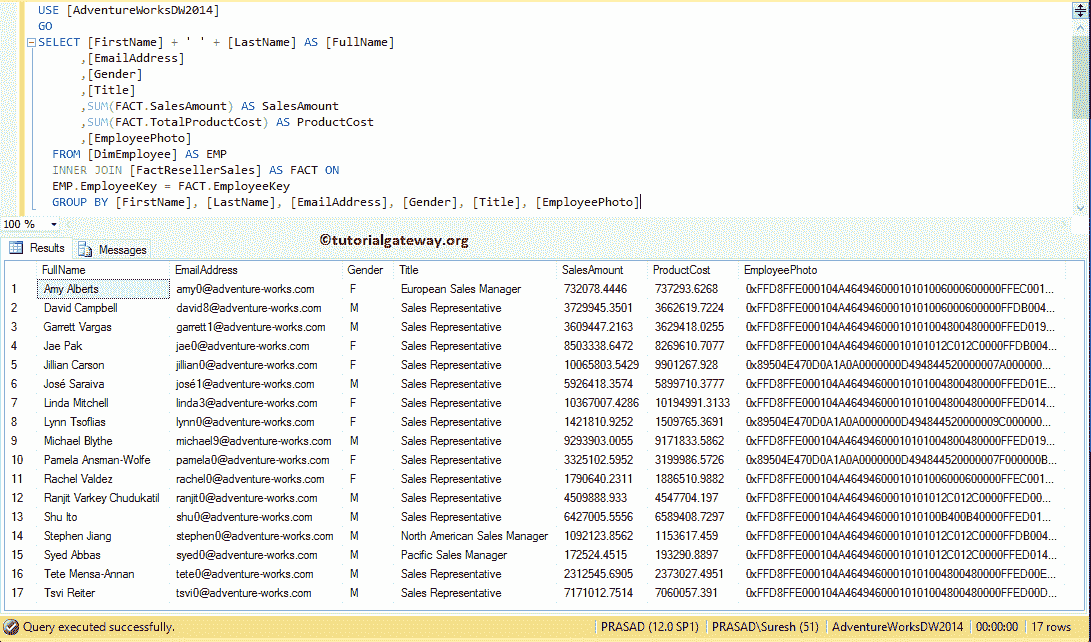 USE [AdventureWorksDW2014]
GO
SELECT [FirstName] + ' ' + [LastName] AS [FullName]
,[EmailAddress]
,[Gender]
,[Title]
,SUM(FACT.SalesAmount) AS SalesAmount
,SUM(FACT.TotalProductCost) AS ProductCost
,[EmployeePhoto]
FROM [DimEmployee] AS EMP
INNER JOIN [FactResellerSales] AS FACT ON
EMP.EmployeeKey = FACT.EmployeeKey
GROUP BY [FirstName], [LastName], [EmailAddress], [Gender], [Title], [EmployeePhoto]
100 %
©tutorialgateway.org
Results Messages
FullName EmailAddress Gender Title SalesAmount ProductCost EmployeePhoto
1 Amy Alberts amy0@adventure-works.com F European Sales Manager 732078.4446 737293.6268 0xFFD8FFE000104A46494600010101006000600000FFEC001...
2 David Campbell david8@adventure-works.com M Sales Representative 3729945.3501 3662619.7224 0xFFD8FFE000104A46494600010101006000600000FFDB004...
3 Garrett Vargas garrett1@adventure-works.com M Sales Representative 3609447.2163 3629418.0255 0xFFD8FFE000104A46494600010101004800480000FFED019...
4 Jae Pak jae0@adventure-works.com F Sales Representative 8503338.6472 8269610.7077 0xFFD8FFE000104A4649460001010101012C012C0000FFDB004...
5 Jillian Carson jillian0@adventure-works.com F Sales Representative 10065803.5429 9901267.928 0x89504E470D0A1A0A0000000D494844520000007A000000...
6 José Saraiva josé1@adventure-works.com M Sales Representative 5926418.3574 5899710.3777 0xFFD8FFE000104A46494600010101004800480000FFED01E...
7 Linda Mitchell linda3@adventure-works.com F Sales Representative 10367007.4286 10194991.3133 0xFFD8FFE000104A46494600010101004800480000FFED014...
8 Lynn Tsoflias lynn0@adventure-works.com F Sales Representative 1421810.9252 1509765.3691 0x89504E470D0A1A0A0000000D494844520000009C000000...
9 Michael Blythe michael9@adventure-works.com M Sales Representative 9293903.0055 9171833.5862 0xFFD8FFE000104A46494600010101004800480000FFED019...
10 Pamela Ansman-Wolfe pamela0@adventure-works.com F Sales Representative 3325102.5952 3199986.5726 0x89504E470D0A1A0A0000000D494844520000007F000000B...
11 Rachel Valdez rachel0@adventure-works.com F Sales Representative 1790640.2311 1886510.9882 0xFFD8FFE000104A46494600010101006000600000FFEC001...
12 Ranjit Varkey Chudukatil ranjit0@adventure-works.com M Sales Representative 4509888.933 4547704.197 0xFFD8FFE000104A4649460001010101012C012C0000FFED00...
13 Shu Ito shu0@adventure-works.com M Sales Representative 6427005.5556 6589408.7297 0xFFD8FFE000104A4649460001010100B400B40000FFED01...
14 Stephen Jiang stephen0@adventure-works.com M North American Sales Manager 1092123.8562 1153617.459 0xFFD8FFE000104A4649460001010101012C012C0000FFDB004...
15 Syed Abbas syed0@adventure-works.com M Pacific Sales Manager 172524.4515 193290.8897 0xFFD8FFE000104A4649460001010101012C012C0000FFED014...
16 Tete Mensa-Annan tete0@adventure-works.com M Sales Representative 2312545.6905 2373027.4951 0xFFD8FFE000104A46494600010101004800480000FFED00E...
17 Tsvi Reiter tsvi0@adventure-works.com M Sales Representative 7171012.7514 7060057.391 0xFFD8FFE000104A46494600010101004800480000FFED00D...
Query executed successfully. PRASAD (12.0 SP1) PRASAD\Suresh (51) AdventureWorksDW2014 00:00:00 17 rows